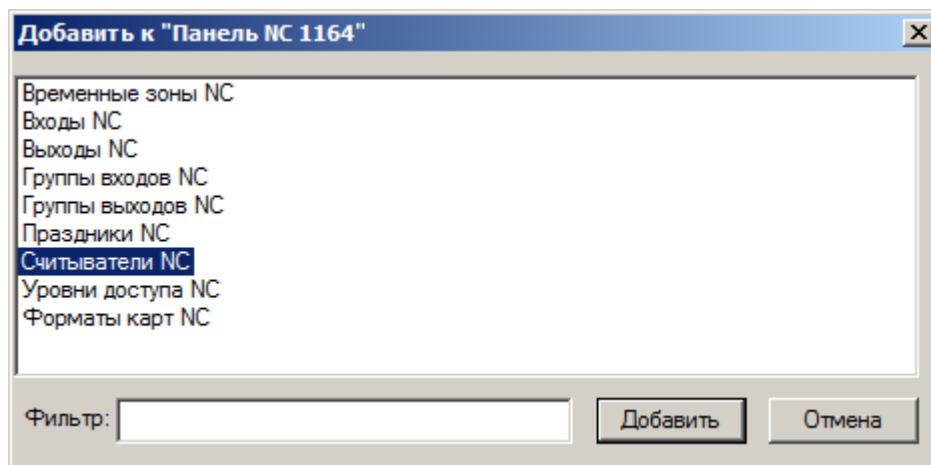 Добавить к "Панель NC 1164"
Временные зоны NC
Входы NC
Выходы NC
Группы входов NC
Группы выходов NC
Праздники NC
Считыватели NC
Уровни доступа NC
Форматы карт NC
Фильтр: Добавить Отмена